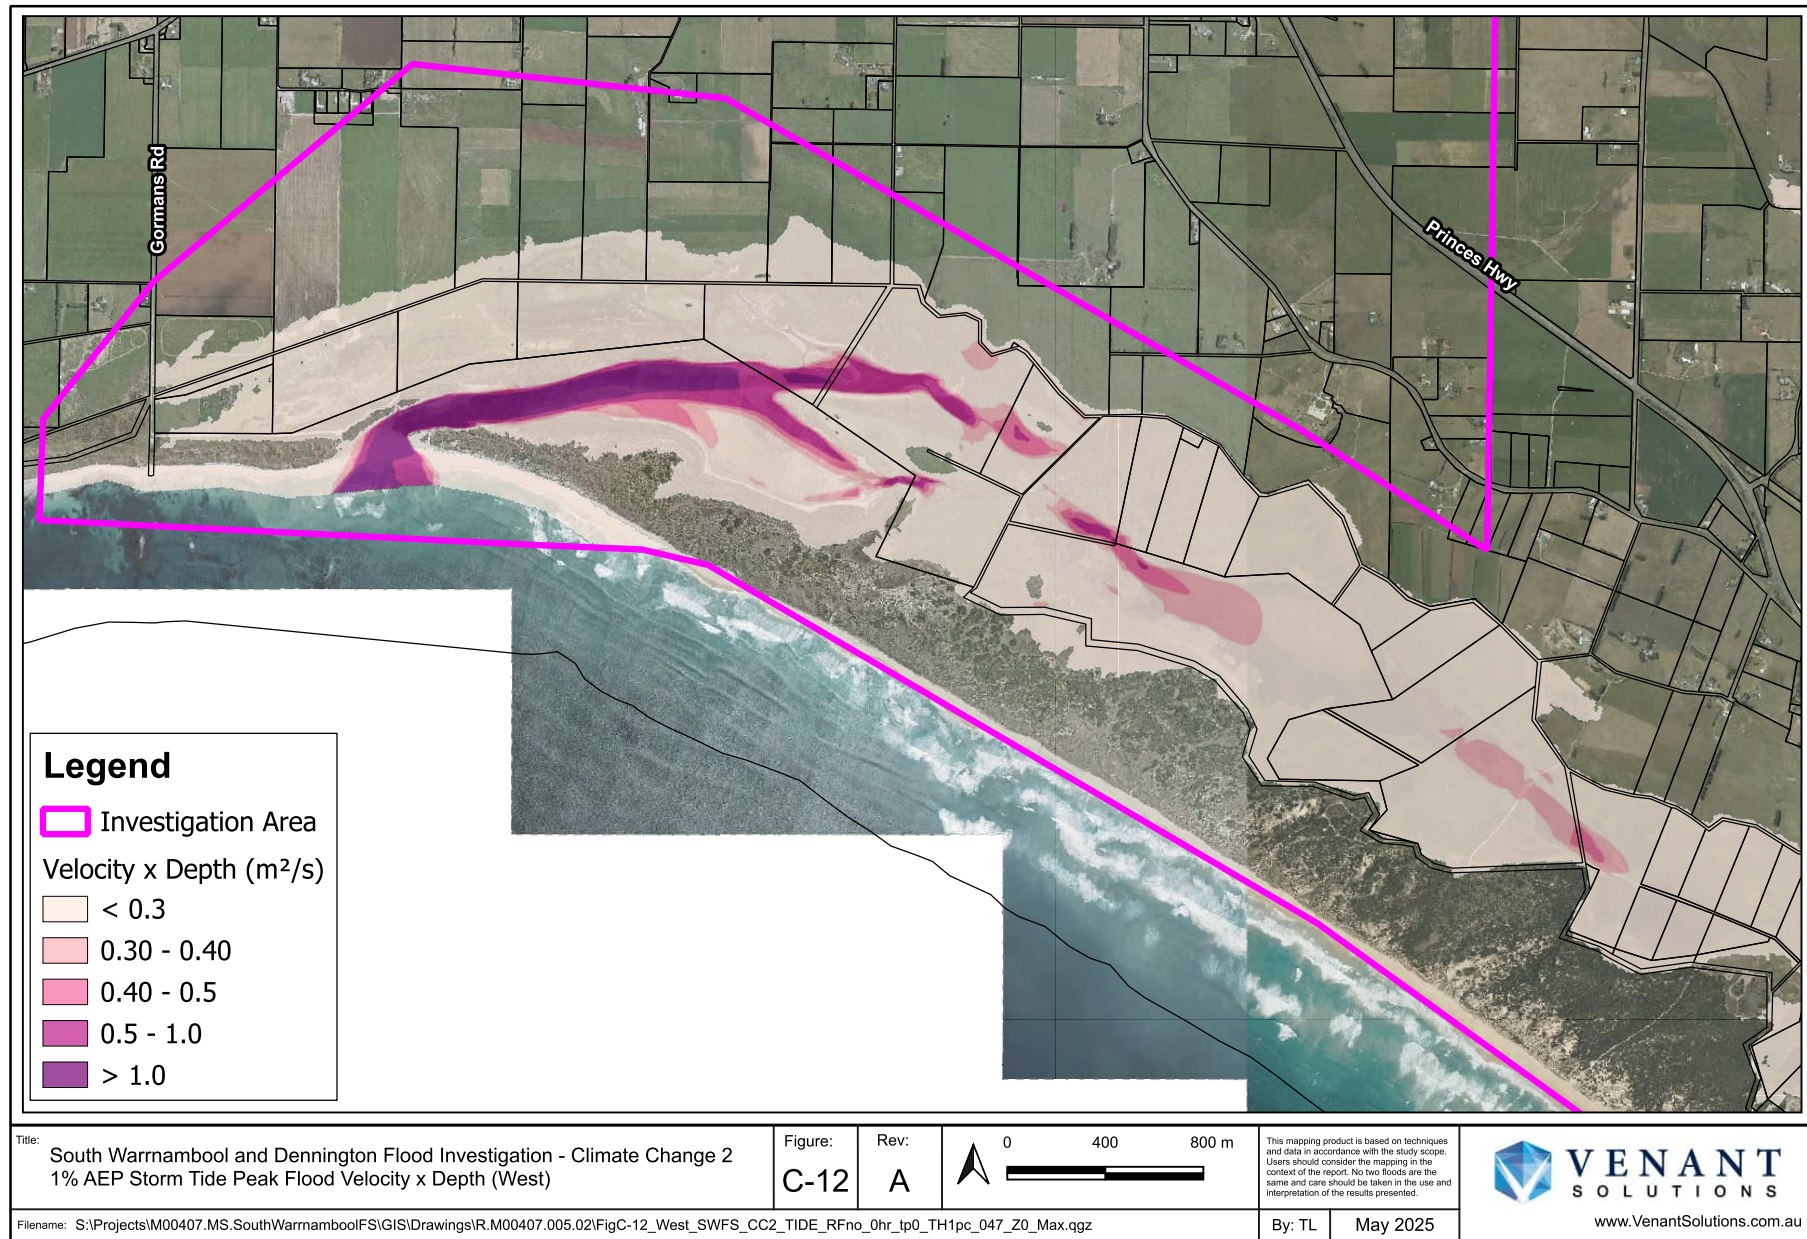 Gormans Rd
Princes Hwy
Legend
Investigation Area
Velocity x Depth (m²/s)
< 0.3
0.30 - 0.40
0.40 - 0.5
0.5 - 1.0
> 1.0
Title:
South Warrnambool and Dennington Flood Investigation - Climate Change 2
1% AEP Storm Tide Peak Flood Velocity x Depth (West)
Figure:
C-12
Rev:
A
0 400 800 m
This mapping product is based on techniques
and data in accordance with the study scope.
Users should consider the mapping in the
context of the report. No two floods are the
same and care should be taken in the use and
interpretation of the results presented.
VENANT
SOLUTIONS
www.VenantSolutions.com.au
Filename: S:\Projects\M00407.MS.SouthWarrnamboolFS\GIS\Drawings\R.M00407.005.02\FigC-12_West_SWFS_CC2_TIDE_RFno_0hr_tp0_TH1pc_047_Z0_Max.qgz
By: TL
May 2025